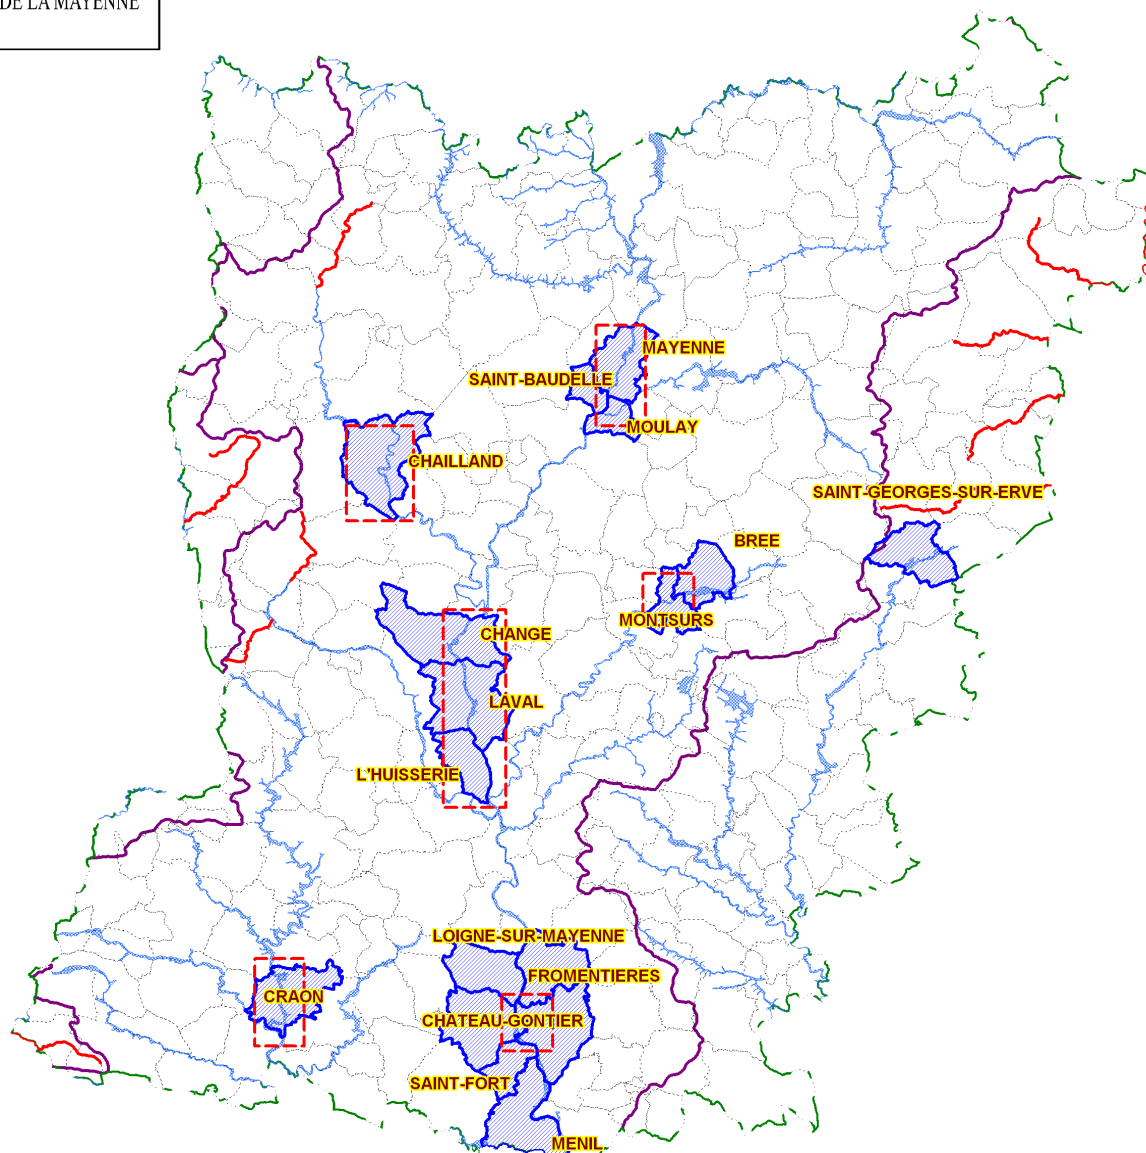 DE LA MAYENNE
MAYENNE
SAINT-BAUDELLE
MOULAY
CHAILLAND
SAINT-GEORGES-SUR-ERVE
BREE
MONTSURS
CHANGE
LAVAL
L'HUISSERIE
LOIGNE-SUR-MAYENNE
FROMENTIERES
CRAON
CHATEAU-GONTIER
SAINT-FORT
MENIL